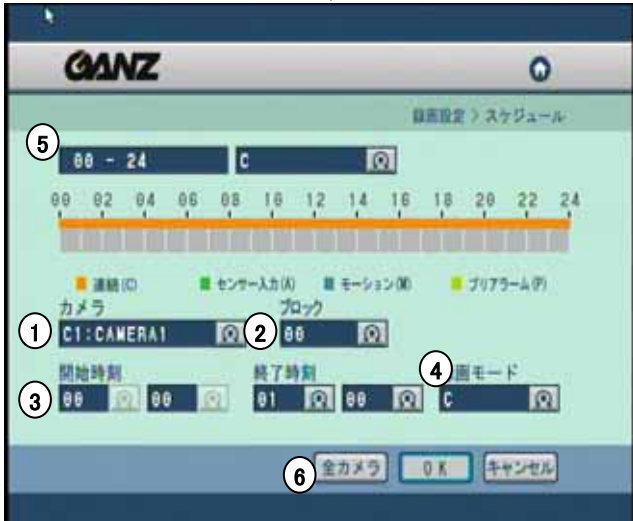 GANZ
録画設定 > スケジュール
⑤
00 - 24 C
00 02 04 06 08 10 12 14 16 18 20 22 24
連続(C) センサー入力(A) モーション(M) プリアラーム(P)
カメラ ブロック
① C1:CAMERA1 ② 00
開始時刻 終了時刻 ④ 画モード
③ 00 00 01 00 C
⑥ 全カメラ OK キャンセル